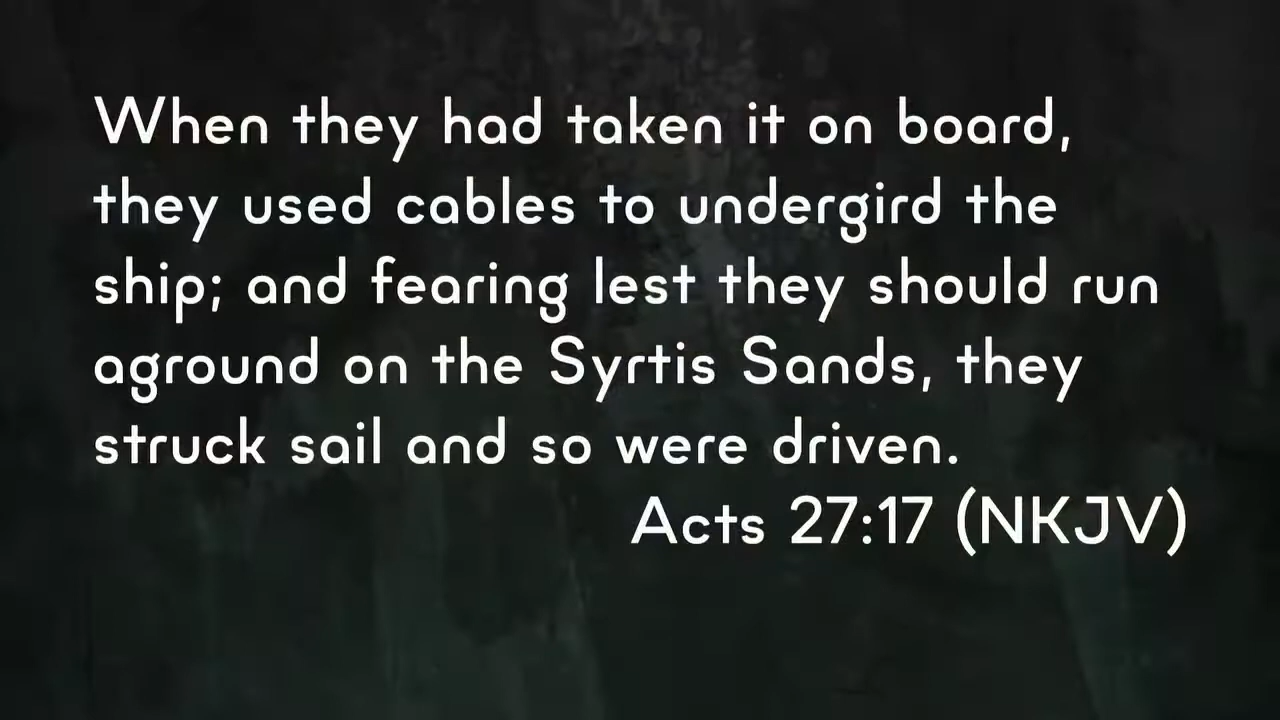 When they had taken it on board,
they used cables to undergird the
ship; and fearing lest they should run
aground on the Syrtis Sands, they
struck sail and so were driven.
Acts 27:17 (NKJV)